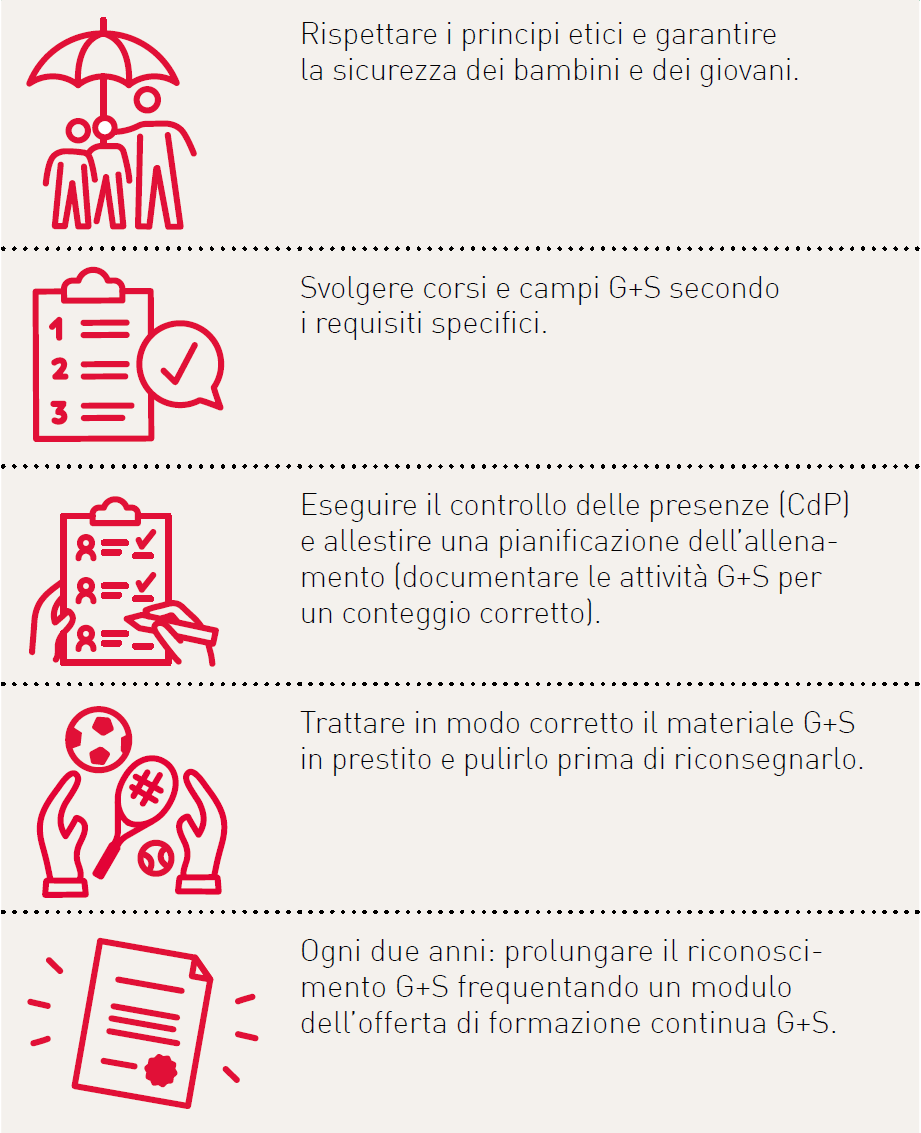 Rispettare i principi etici e garantire
la sicurezza dei bambini e dei giovani.
1
2
3
Svolgere corsi e campi G+S secondo
i requisiti specifici.
Eseguire il controllo delle presenze (CdP)
e allestire una pianificazione dell’allena-
mento (documentare le attività G+S per
un conteggio corretto).
Trattare in modo corretto il materiale G+S
in prestito e pulirlo prima di riconsegnarlo.
Ogni due anni: prolungare il riconosci-
mento G+S frequentando un modulo
dell’offerta di formazione continua G+S.